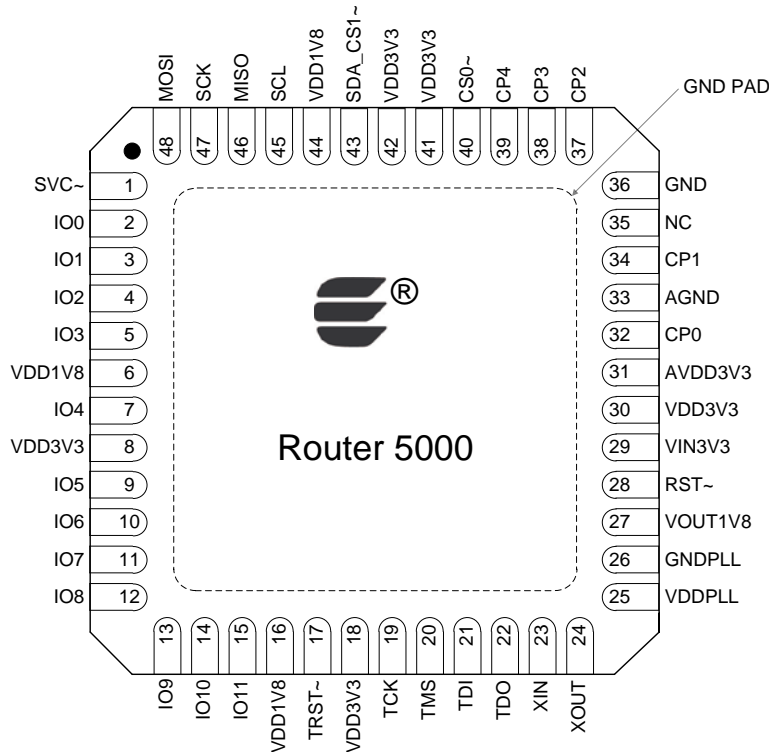 MOSI
SCK
MISO
SCL
VDD1V8
SDA_CS1~
VDD3V3
VDD3V3
CS0~
CP4
CP3
CP2
GND PAD
48
47
46
45
44
43
42
41
40
39
38
37
SVC~ 1
IO0 2
IO1 3
IO2 4
IO3 5
VDD1V8 6
IO4 7
VDD3V3 8
IO5 9
IO6 10
IO7 11
IO8 12
®
Router 5000
36 GND
35 NC
34 CP1
33 AGND
32 CP0
31 AVDD3V3
30 VDD3V3
29 VIN3V3
28 RST~
27 VOUT1V8
26 GNDPLL
25 VDDPLL
13
14
15
16
17
18
19
20
21
22
23
24
IO9
IO10
IO11
VDD1V8
TRST~
VDD3V3
TCK
TMS
TDI
TDO
XIN
XOUT